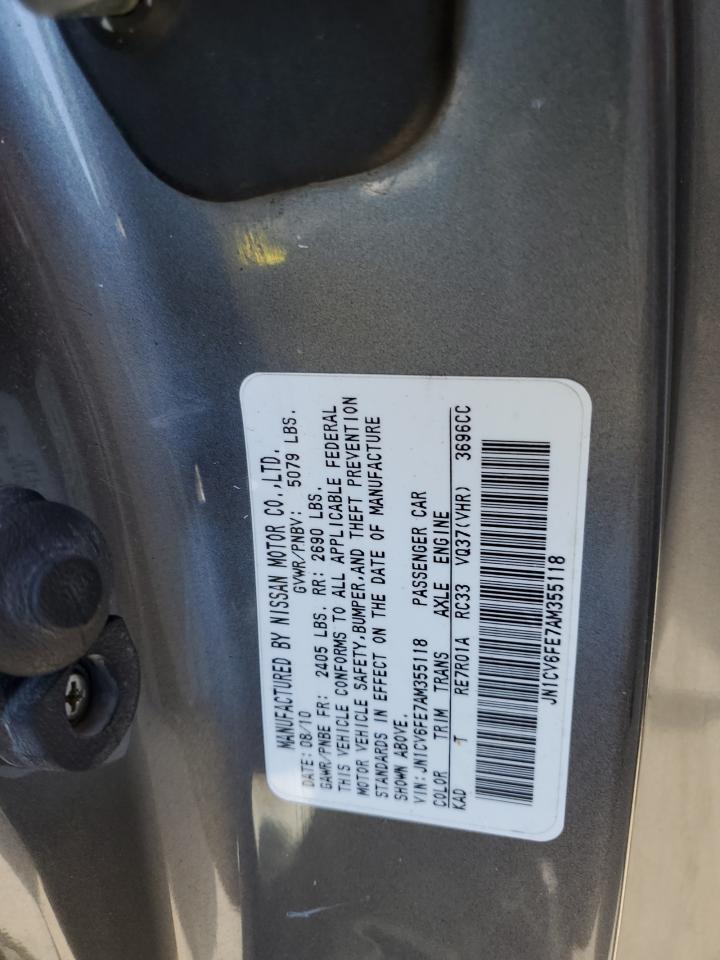 MANUFACTURED BY NISSAN MOTOR CO.,LTD.
DATE:08/10 GVWR/PNBV: 5079 LBS.
GAWR/PNBE FR: 2405 LBS. RR: 2690 LBS.
THIS VEHICLE CONFORMS TO ALL APPLICABLE FEDERAL
MOTOR VEHICLE SAFETY,BUMPER,AND THEFT PREVENTION
STANDARDS IN EFFECT ON THE DATE OF MANUFACTURE
SHOWN ABOVE.
VIN:JN1CV6FE7AM355118 PASSENGER CAR
COLOR TRIM TRANS AXLE ENGINE
KAD T RE7R01A RC33 VQ37(VHR) 3696CC
JN1CV6FE7AM355118